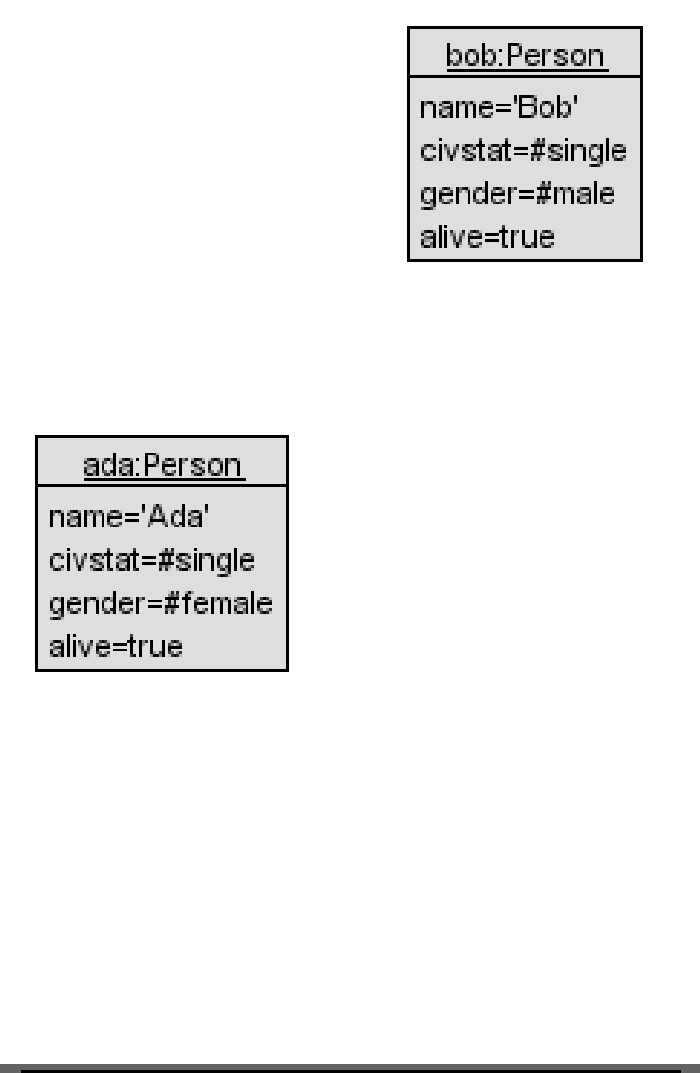 bob:Person
name='Bob'
civstat=#single
gender=#male
alive=true
ada:Person
name='Ada'
civstat=#single
gender=#female
alive=true